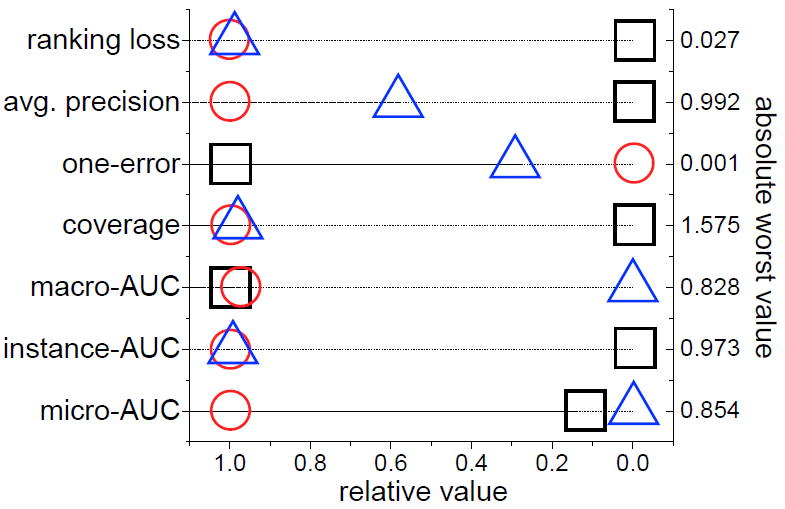 ranking loss 0.027
avg. precision 0.992
one-error 0.001
coverage 1.575
macro-AUC 0.828
instance-AUC 0.973
micro-AUC 0.854
1.0 0.8 0.6 0.4 0.2 0.0
relative value
absolute worst value